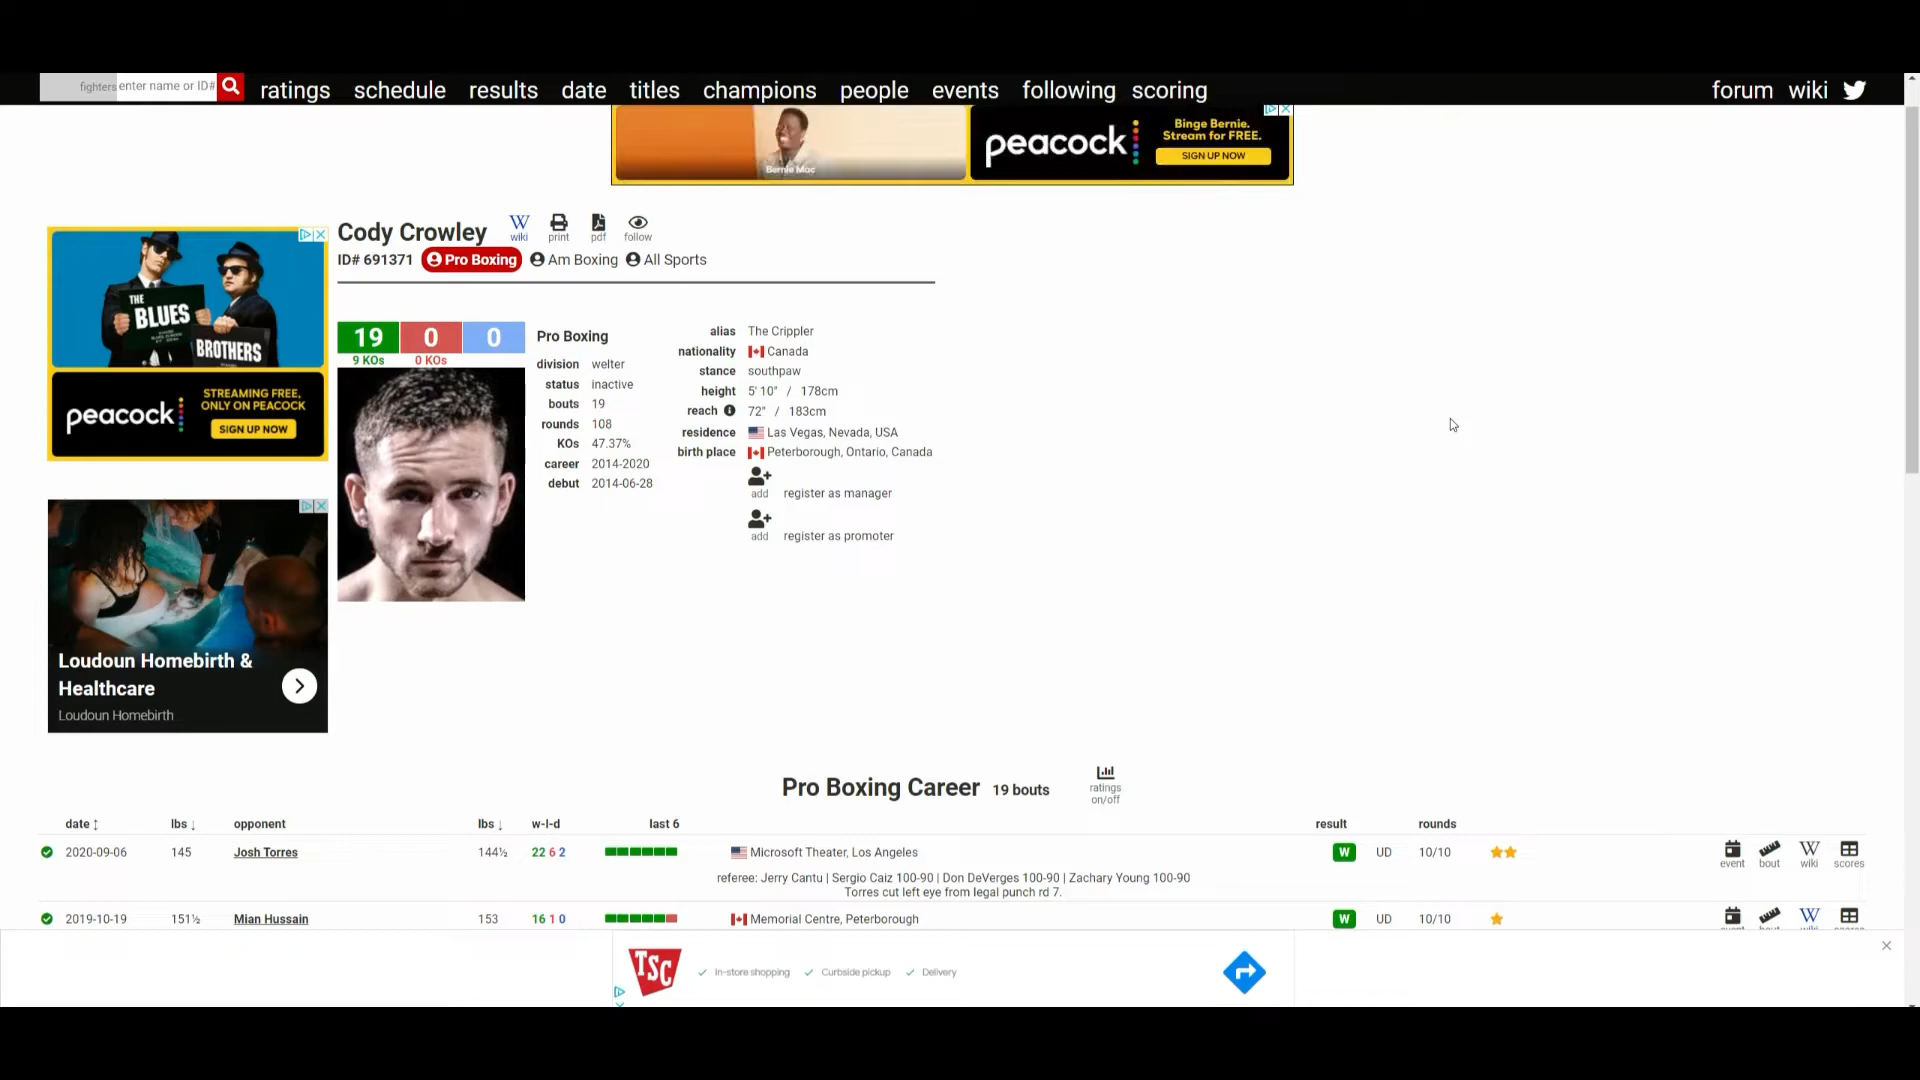 fighters enter name or ID#
ratings schedule results date titles champions people events following scoring
forum wiki
Bernie Mac
peacock
Binge Bernie.
Stream for FREE.
SIGN UP NOW
THE
BLUES
BROTHERS
peacock
STREAMING FREE.
ONLY ON PEACOCK
SIGN UP NOW
Loudoun Homebirth &
Healthcare
Loudoun Homebirth
Cody Crowley
wiki print pdf follow
ID# 691371 Pro Boxing Am Boxing All Sports
19 0 0
9 KOs 0 KOs
Pro Boxing
division welter
status inactive
bouts 19
rounds 108
KOs 47.37%
career 2014-2020
debut 2014-06-28
alias The Crippler
nationality Canada
stance southpaw
height 5' 10" / 178cm
reach 72" / 183cm
residence Las Vegas, Nevada, USA
birth place Peterborough, Ontario, Canada
add register as manager
add register as promoter
Pro Boxing Career 19 bouts
ratings
on/off
date lbs opponent lbs w-l-d last 6 result rounds
2020-09-06 145 Josh Torres 144½ 22 6 2 Microsoft Theater, Los Angeles W UD 10/10
event bout wiki scores
referee: Jerry Cantu | Sergio Caiz 100-90 | Don DeVerges 100-90 | Zachary Young 100-90
Torres cut left eye from legal punch rd 7.
2019-10-19 151½ Mian Hussain 153 16 1 0 Memorial Centre, Peterborough W UD 10/10
TSC
In-store shopping Curbside pickup Delivery